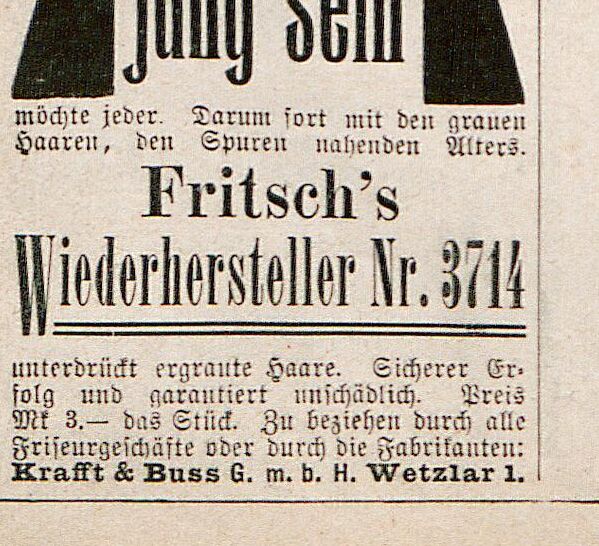 jung sein
möchte jeder. Darum fort mit den grauen
Haaren, den Spuren nahenden Alters.
Fritsch's
Wiederhersteller Nr. 3714
unterdrückt ergraute Haare. Sicherer Er-
folg und garantiert unschädlich. Preis
Mk 3.— das Stück. Zu beziehen durch alle
Friseurgeschäfte oder durch die Fabrikanten:
Krafft & Buss G. m. b. H. Wetzlar 1.